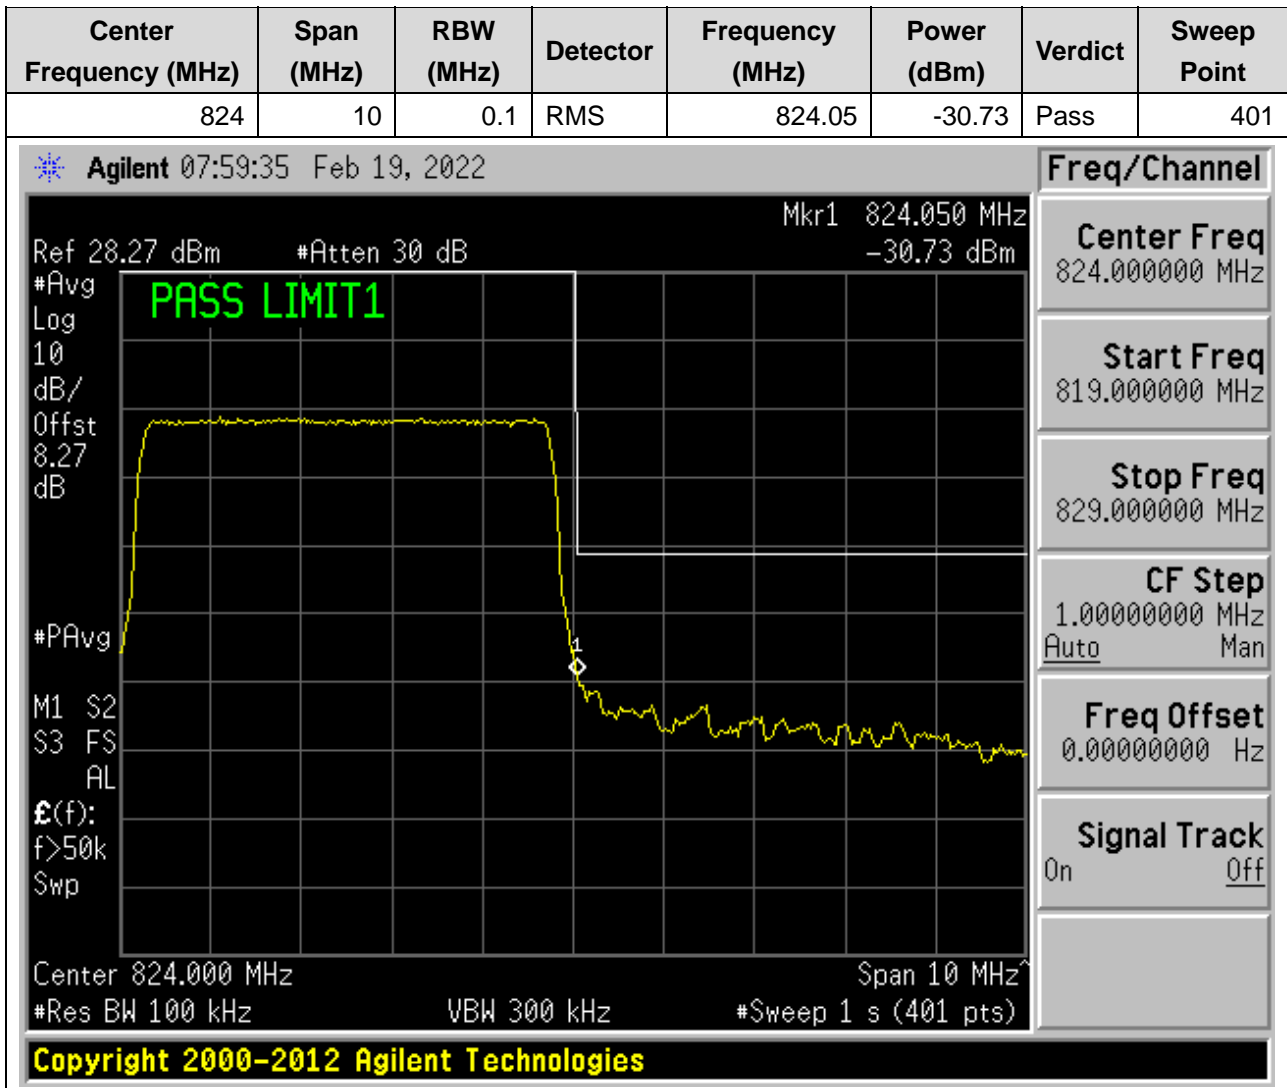 Center Frequency (MHz) Span (MHz) RBW (MHz) Detector Frequency (MHz) Power (dBm) Verdict Sweep Point
824 10 0.1 RMS 824.05 -30.73 Pass 401
Agilent 07:59:35 Feb 19, 2022
Mkr1 824.050 MHz
Ref 28.27 dBm #Atten 30 dB -30.73 dBm
#Avg
Log
10
dB/
Offst
8.27
dB
PASS LIMIT1
1
#PAvg
M1 S2
S3 FS
AL
£(f):
f>50k
Swp
Center 824.000 MHz Span 10 MHz^
#Res BW 100 kHz VBW 300 kHz #Sweep 1 s (401 pts)
Copyright 2000-2012 Agilent Technologies
Freq/Channel
Center Freq
824.000000 MHz
Start Freq
819.000000 MHz
Stop Freq
829.000000 MHz
CF Step
1.00000000 MHz
Auto Man
Freq Offset
0.00000000 Hz
Signal Track
On Off